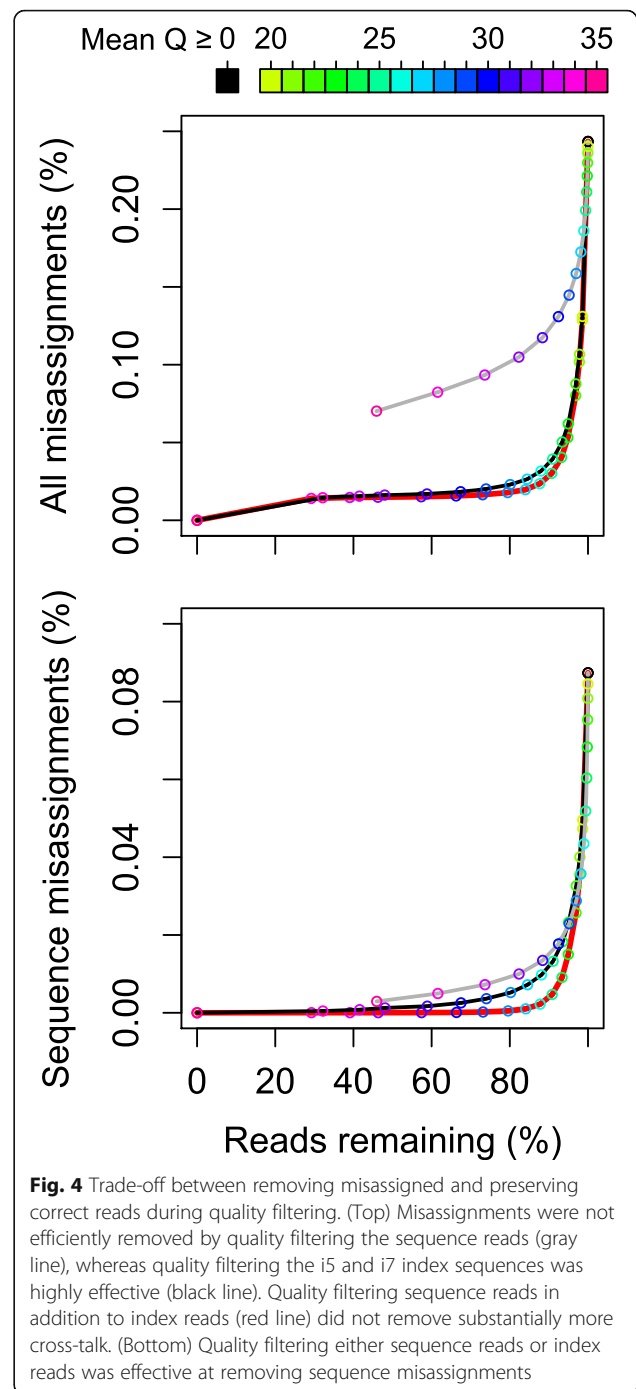 Mean Q ≥ 0 20 25 30 35
All misassignments (%)
0.20
0.10
0.00
Sequence misassignments (%)
0.08
0.04
0.00
0 20 40 60 80
Reads remaining (%)
Fig. 4 Trade-off between removing misassigned and preserving
correct reads during quality filtering. (Top) Misassignments were not
efficiently removed by quality filtering the sequence reads (gray
line), whereas quality filtering the i5 and i7 index sequences was
highly effective (black line). Quality filtering sequence reads in
addition to index reads (red line) did not remove substantially more
cross-talk. (Bottom) Quality filtering either sequence reads or index
reads was effective at removing sequence misassignments